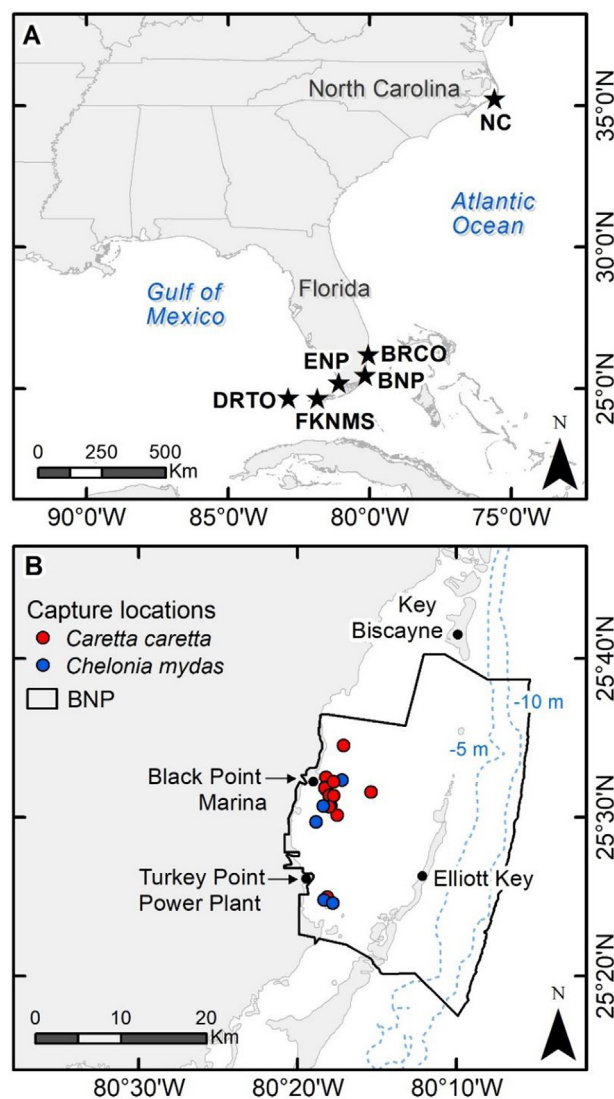 A
North Carolina
NC
35°0'N
Atlantic
Ocean
30°0'N
Gulf of
Mexico
Florida
ENP
BRCO
BNP
25°0'N
DRTO
FKNMS
0 250 500
Km
N
90°0'W 85°0'W 80°0'W 75°0'W
B
Capture locations
Caretta caretta
Chelonia mydas
BNP
Key
Biscayne
25°40'N
-10 m
-5 m
Black Point
Marina
25°30'N
Turkey Point
Power Plant
Elliott Key
25°20'N
0 10 20
Km
N
80°30'W 80°20'W 80°10'W